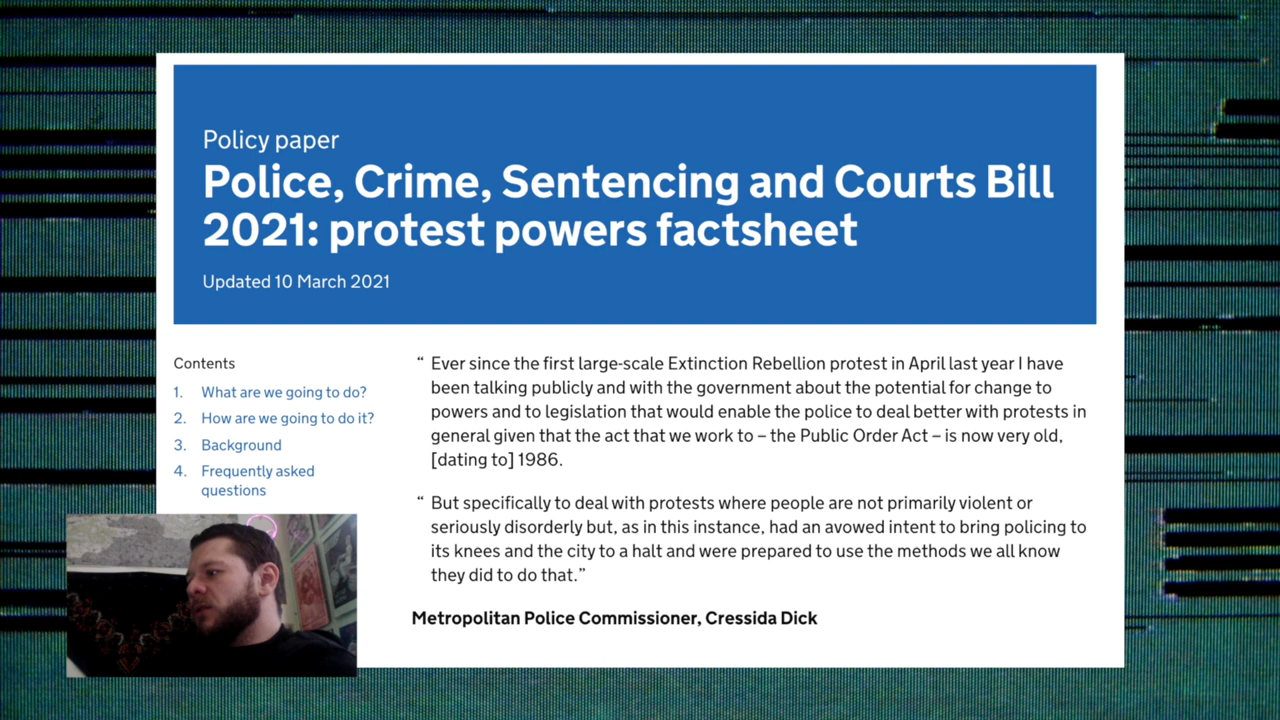 Policy paper
Police, Crime, Sentencing and Courts Bill
2021: protest powers factsheet
Updated 10 March 2021
Contents
1. What are we going to do?
2. How are we going to do it?
3. Background
4. Frequently asked
questions
“ Ever since the first large-scale Extinction Rebellion protest in April last year I have
been talking publicly and with the government about the potential for change to
powers and to legislation that would enable the police to deal better with protests in
general given that the act that we work to – the Public Order Act – is now very old,
[dating to] 1986.
“ But specifically to deal with protests where people are not primarily violent or
seriously disorderly but, as in this instance, had an avowed intent to bring policing to
its knees and the city to a halt and were prepared to use the methods we all know
they did to do that.”
Metropolitan Police Commissioner, Cressida Dick